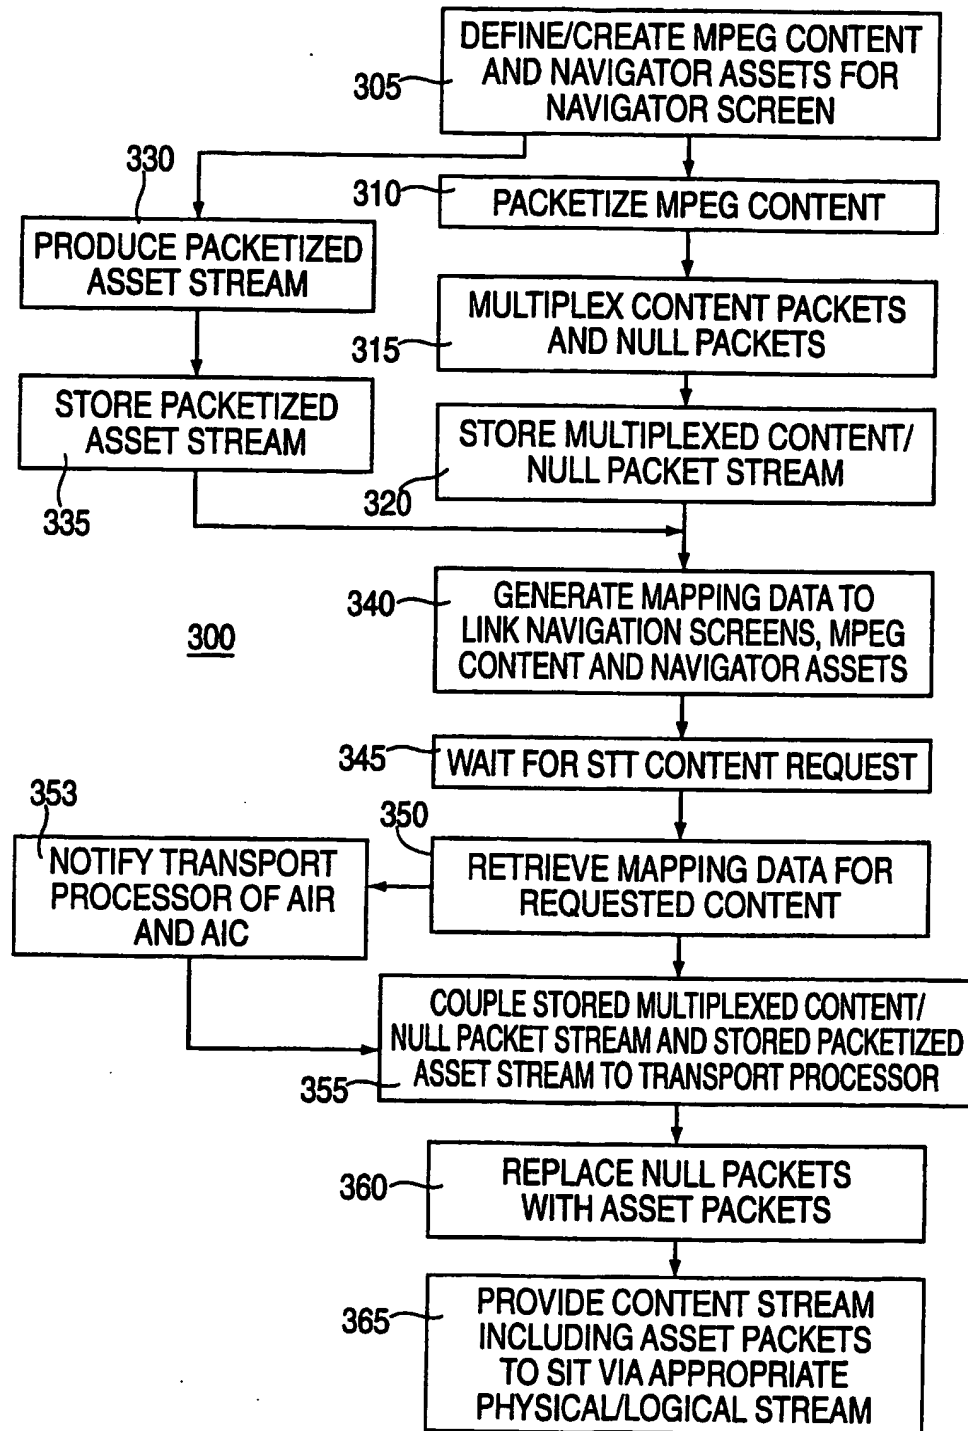 DEFINE/CREATE MPEG CONTENT
AND NAVIGATOR ASSETS FOR
NAVIGATOR SCREEN
305
330
310
PACKETIZE MPEG CONTENT
PRODUCE PACKETIZED
ASSET STREAM
MULTIPLEX CONTENT PACKETS
AND NULL PACKETS
315
STORE PACKETIZED
ASSET STREAM
335
STORE MULTIPLEXED CONTENT/
NULL PACKET STREAM
320
340
GENERATE MAPPING DATA TO
LINK NAVIGATION SCREENS, MPEG
CONTENT AND NAVIGATOR ASSETS
300
345
WAIT FOR STT CONTENT REQUEST
353
350
NOTIFY TRANSPORT
PROCESSOR OF AIR
AND AIC
RETRIEVE MAPPING DATA FOR
REQUESTED CONTENT
COUPLE STORED MULTIPLEXED CONTENT/
NULL PACKET STREAM AND STORED PACKETIZED
ASSET STREAM TO TRANSPORT PROCESSOR
355
360
REPLACE NULL PACKETS
WITH ASSET PACKETS
365
PROVIDE CONTENT STREAM
INCLUDING ASSET PACKETS
TO SIT VIA APPROPRIATE
PHYSICAL/LOGICAL STREAM